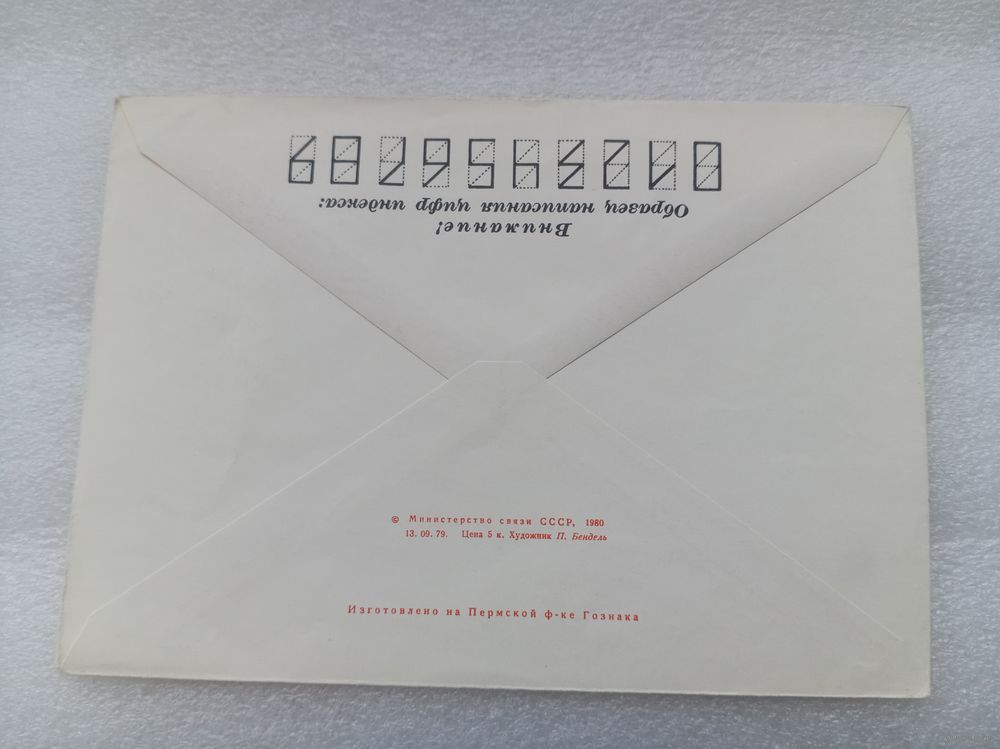 Внимание!
Образец написания цифр индекса:
0123456789
© Министерство связи СССР, 1980
13. 09. 79. Цена 5 к. Художник П. Бендель
Изготовлено на Пермской ф-ке Гознака